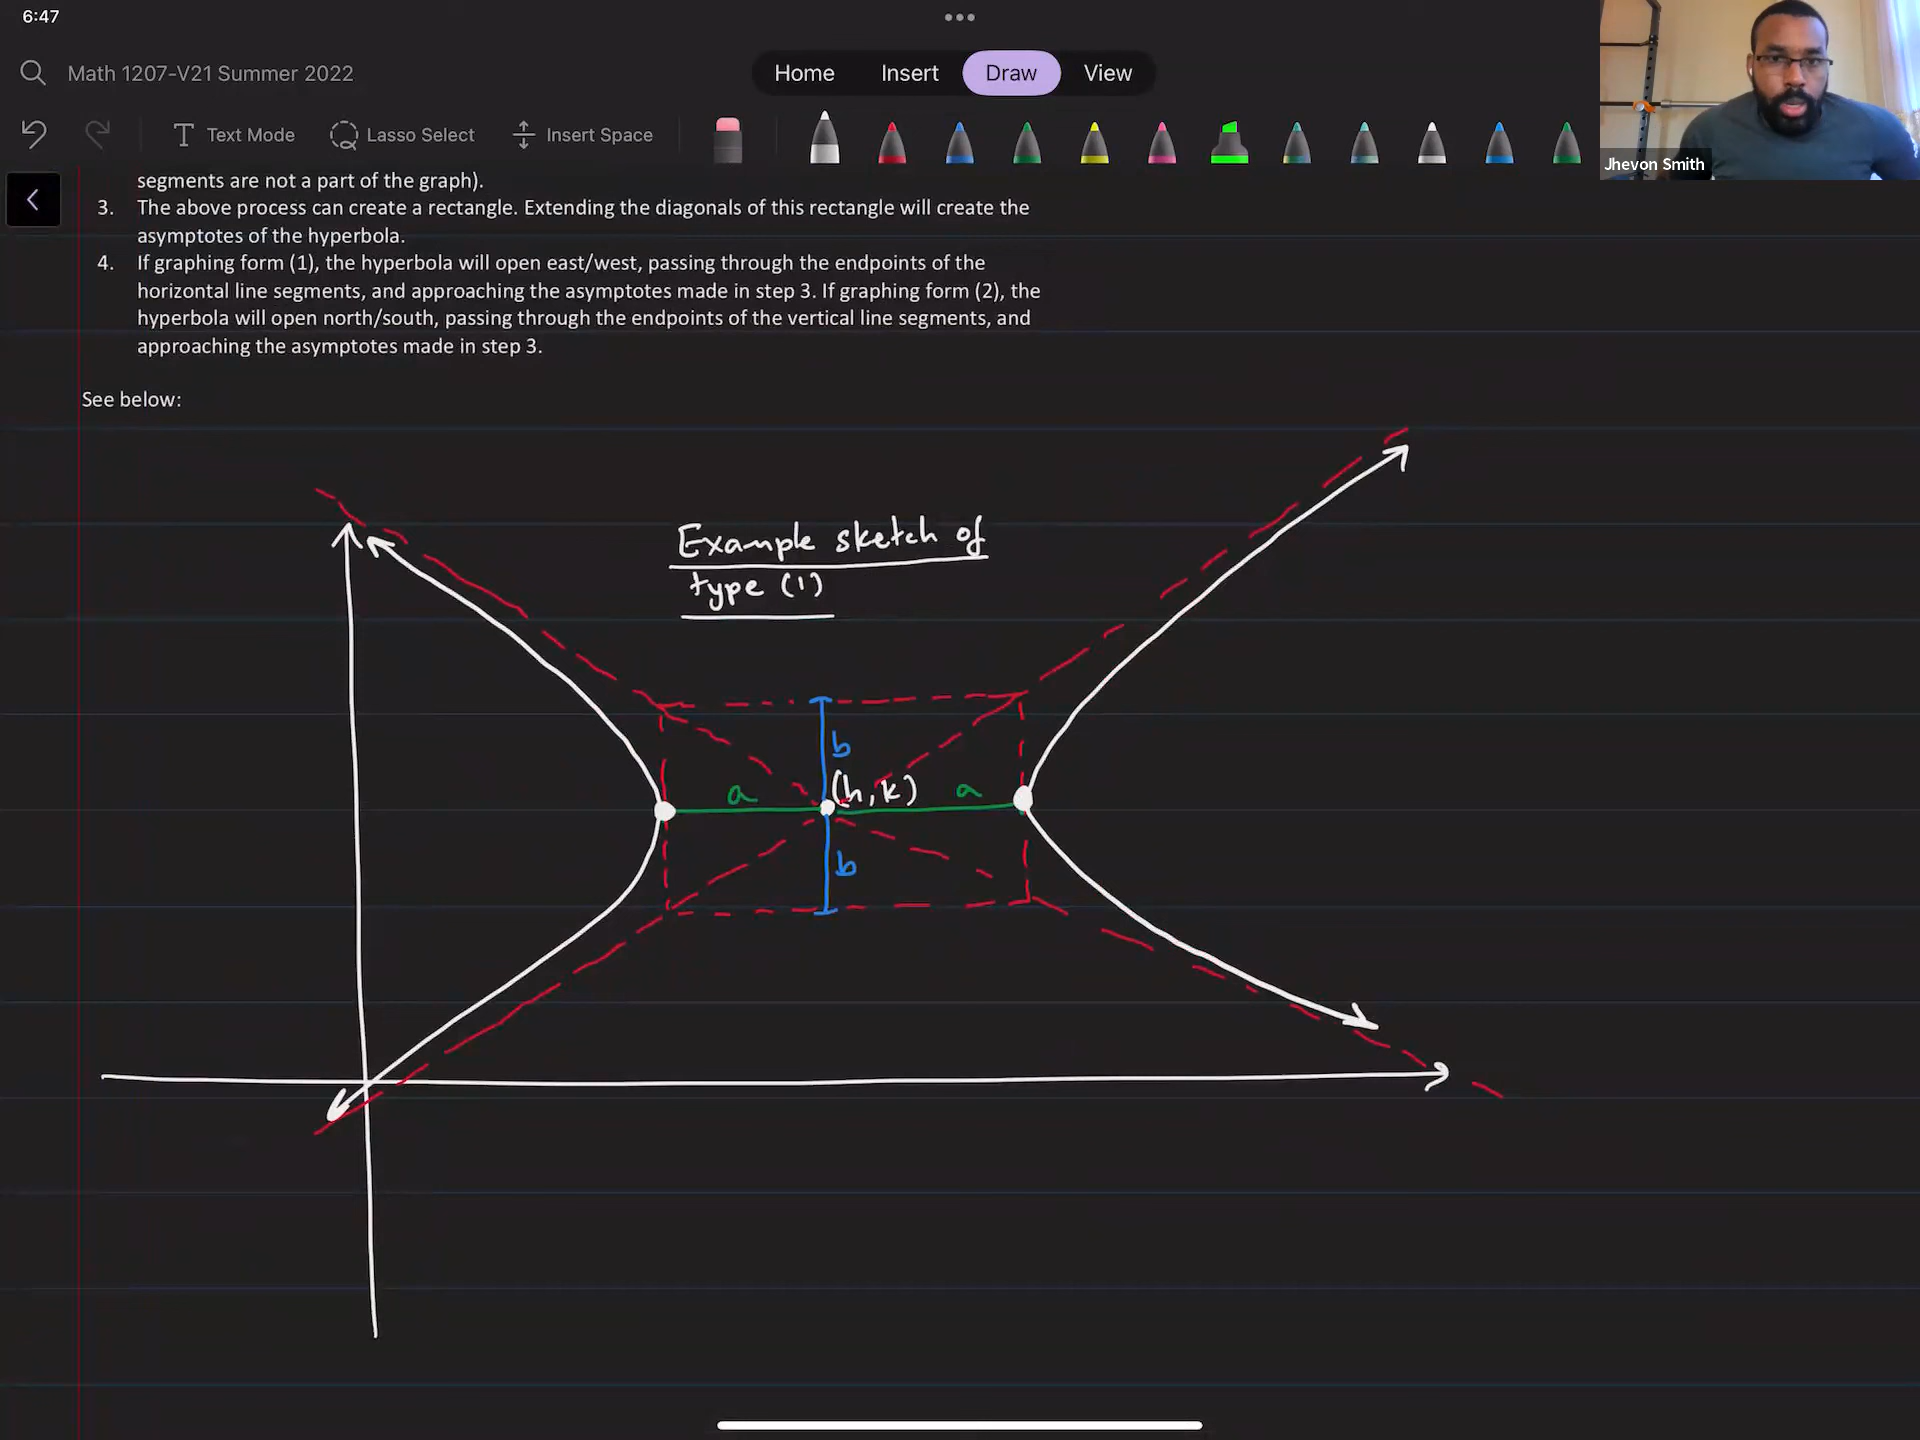 6:47
Math 1207-V21 Summer 2022
Home Insert Draw View
Text Mode Lasso Select Insert Space
Jhevon Smith
segments are not a part of the graph).
3. The above process can create a rectangle. Extending the diagonals of this rectangle will create the
asymptotes of the hyperbola.
4. If graphing form (1), the hyperbola will open east/west, passing through the endpoints of the
horizontal line segments, and approaching the asymptotes made in step 3. If graphing form (2), the
hyperbola will open north/south, passing through the endpoints of the vertical line segments, and
approaching the asymptotes made in step 3.
See below:
Example sketch of
type (1)
b
a (h,k) a
b